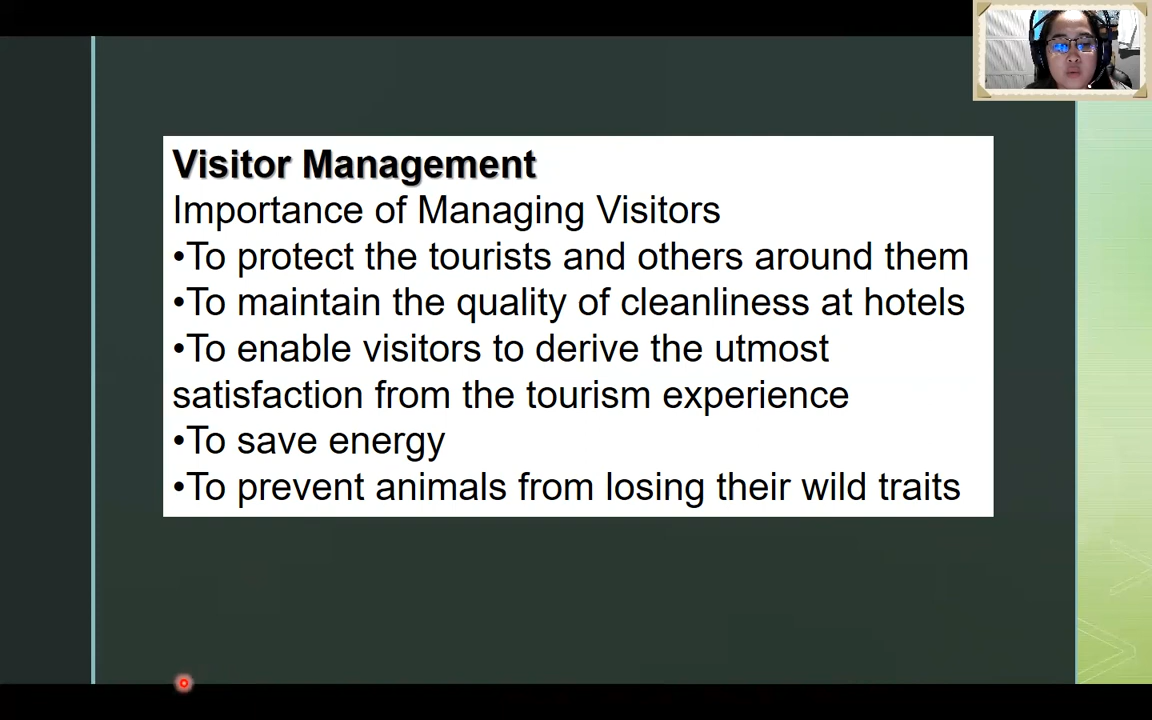 Visitor Management
Importance of Managing Visitors
•To protect the tourists and others around them
•To maintain the quality of cleanliness at hotels
•To enable visitors to derive the utmost
satisfaction from the tourism experience
•To save energy
•To prevent animals from losing their wild traits